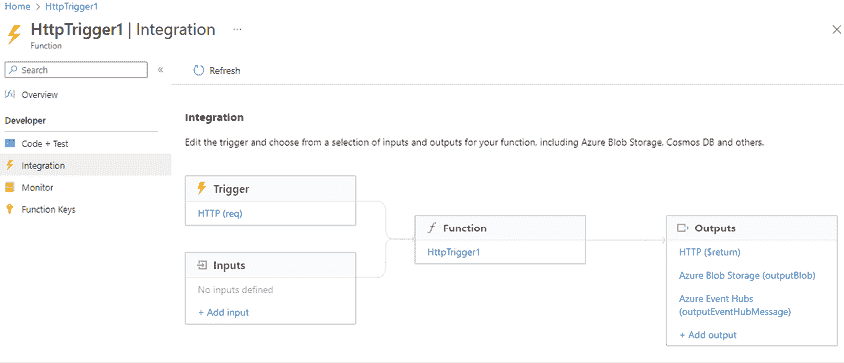 Home > HttpTrigger1
HttpTrigger1 | Integration ...
Function
Search
«
Overview
Developer
Code + Test
Integration
Monitor
Function Keys
Refresh
Integration
Edit the trigger and choose from a selection of inputs and outputs for your function, including Azure Blob Storage, Cosmos DB and others.
Trigger
HTTP (req)
Inputs
No inputs defined
+ Add input
Function
HttpTrigger1
Outputs
HTTP ($return)
Azure Blob Storage (outputBlob)
Azure Event Hubs
(outputEventHubMessage)
+ Add output